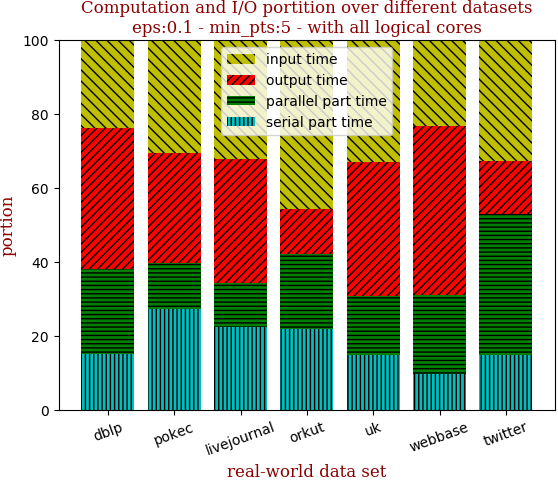 Computation and I/O portition over different datasets
eps:0.1 - min_pts:5 - with all logical cores
input time
output time
parallel part time
serial part time
100
80
60
40
20
0
portion
dblp
pokec
livejournal
orkut
uk
webbase
twitter
real-world data set